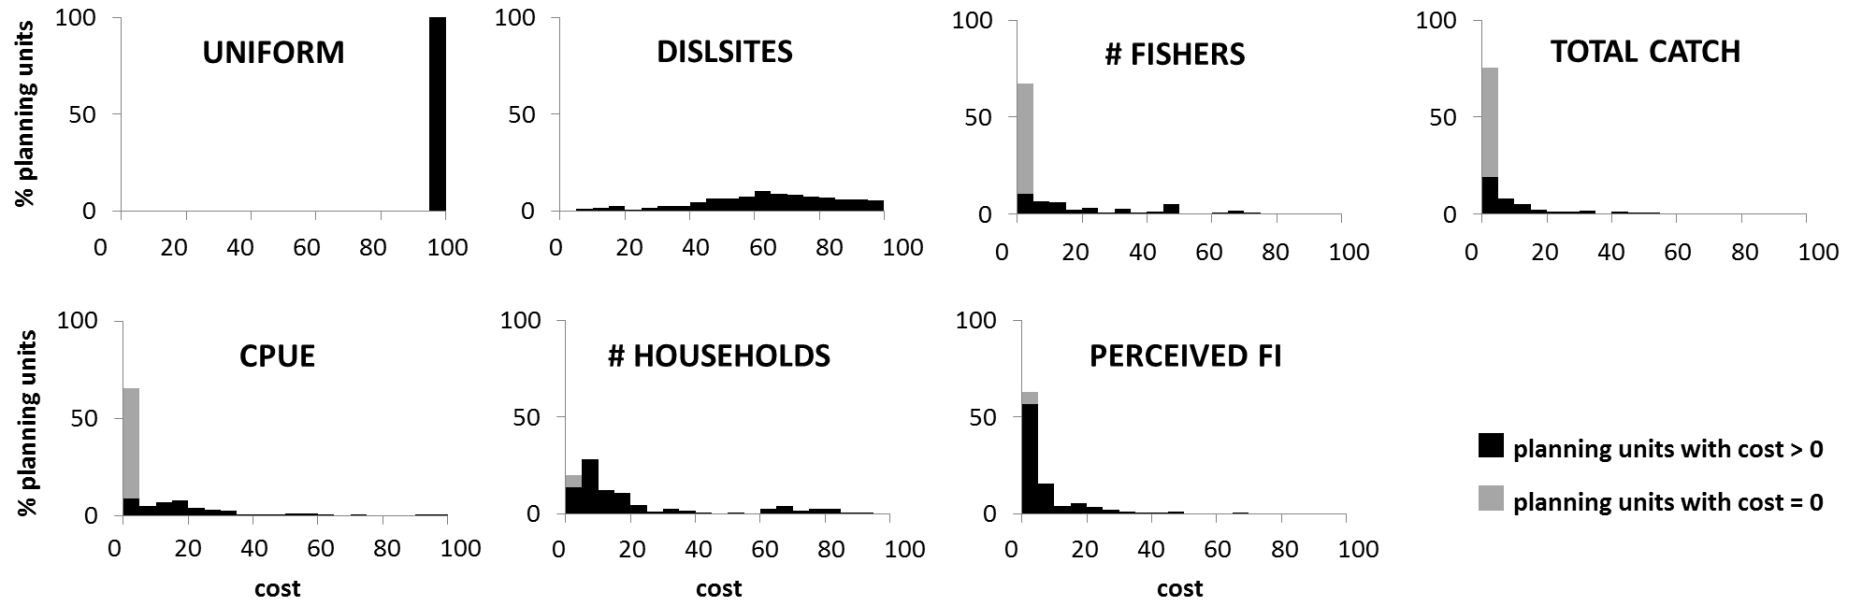 UNIFORM
% planning units
100
50
0
0 20 40 60 80 100
DISLSITES
100
50
0
0 20 40 60 80 100
# FISHERS
100
50
0
0 20 40 60 80 100
TOTAL CATCH
100
50
0
0 20 40 60 80 100
CPUE
% planning units
100
50
0
0 20 40 60 80 100
cost
# HOUSEHOLDS
100
50
0
0 20 40 60 80 100
cost
PERCEIVED FI
100
50
0
0 20 40 60 80 100
cost
planning units with cost > 0
planning units with cost = 0